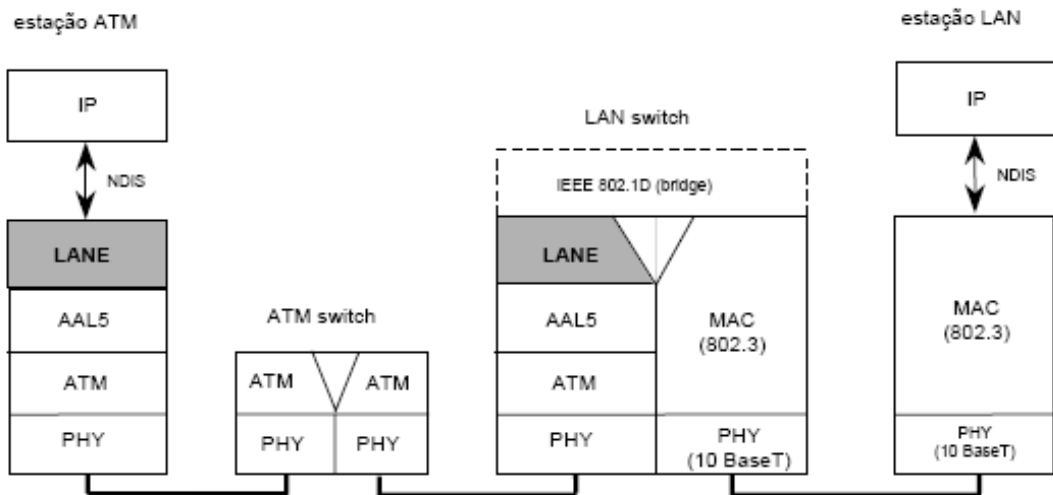 estação ATM
estação LAN
IP
IP
LAN switch
NDIS
IEEE 802.1D (bridge)
NDIS
LANE
LANE
ATM switch
AAL5
AAL5
MAC
(802.3)
MAC
(802.3)
ATM
ATM
ATM
ATM
PHY
PHY
PHY
PHY
PHY
(10 BaseT)
PHY
(10 BaseT)